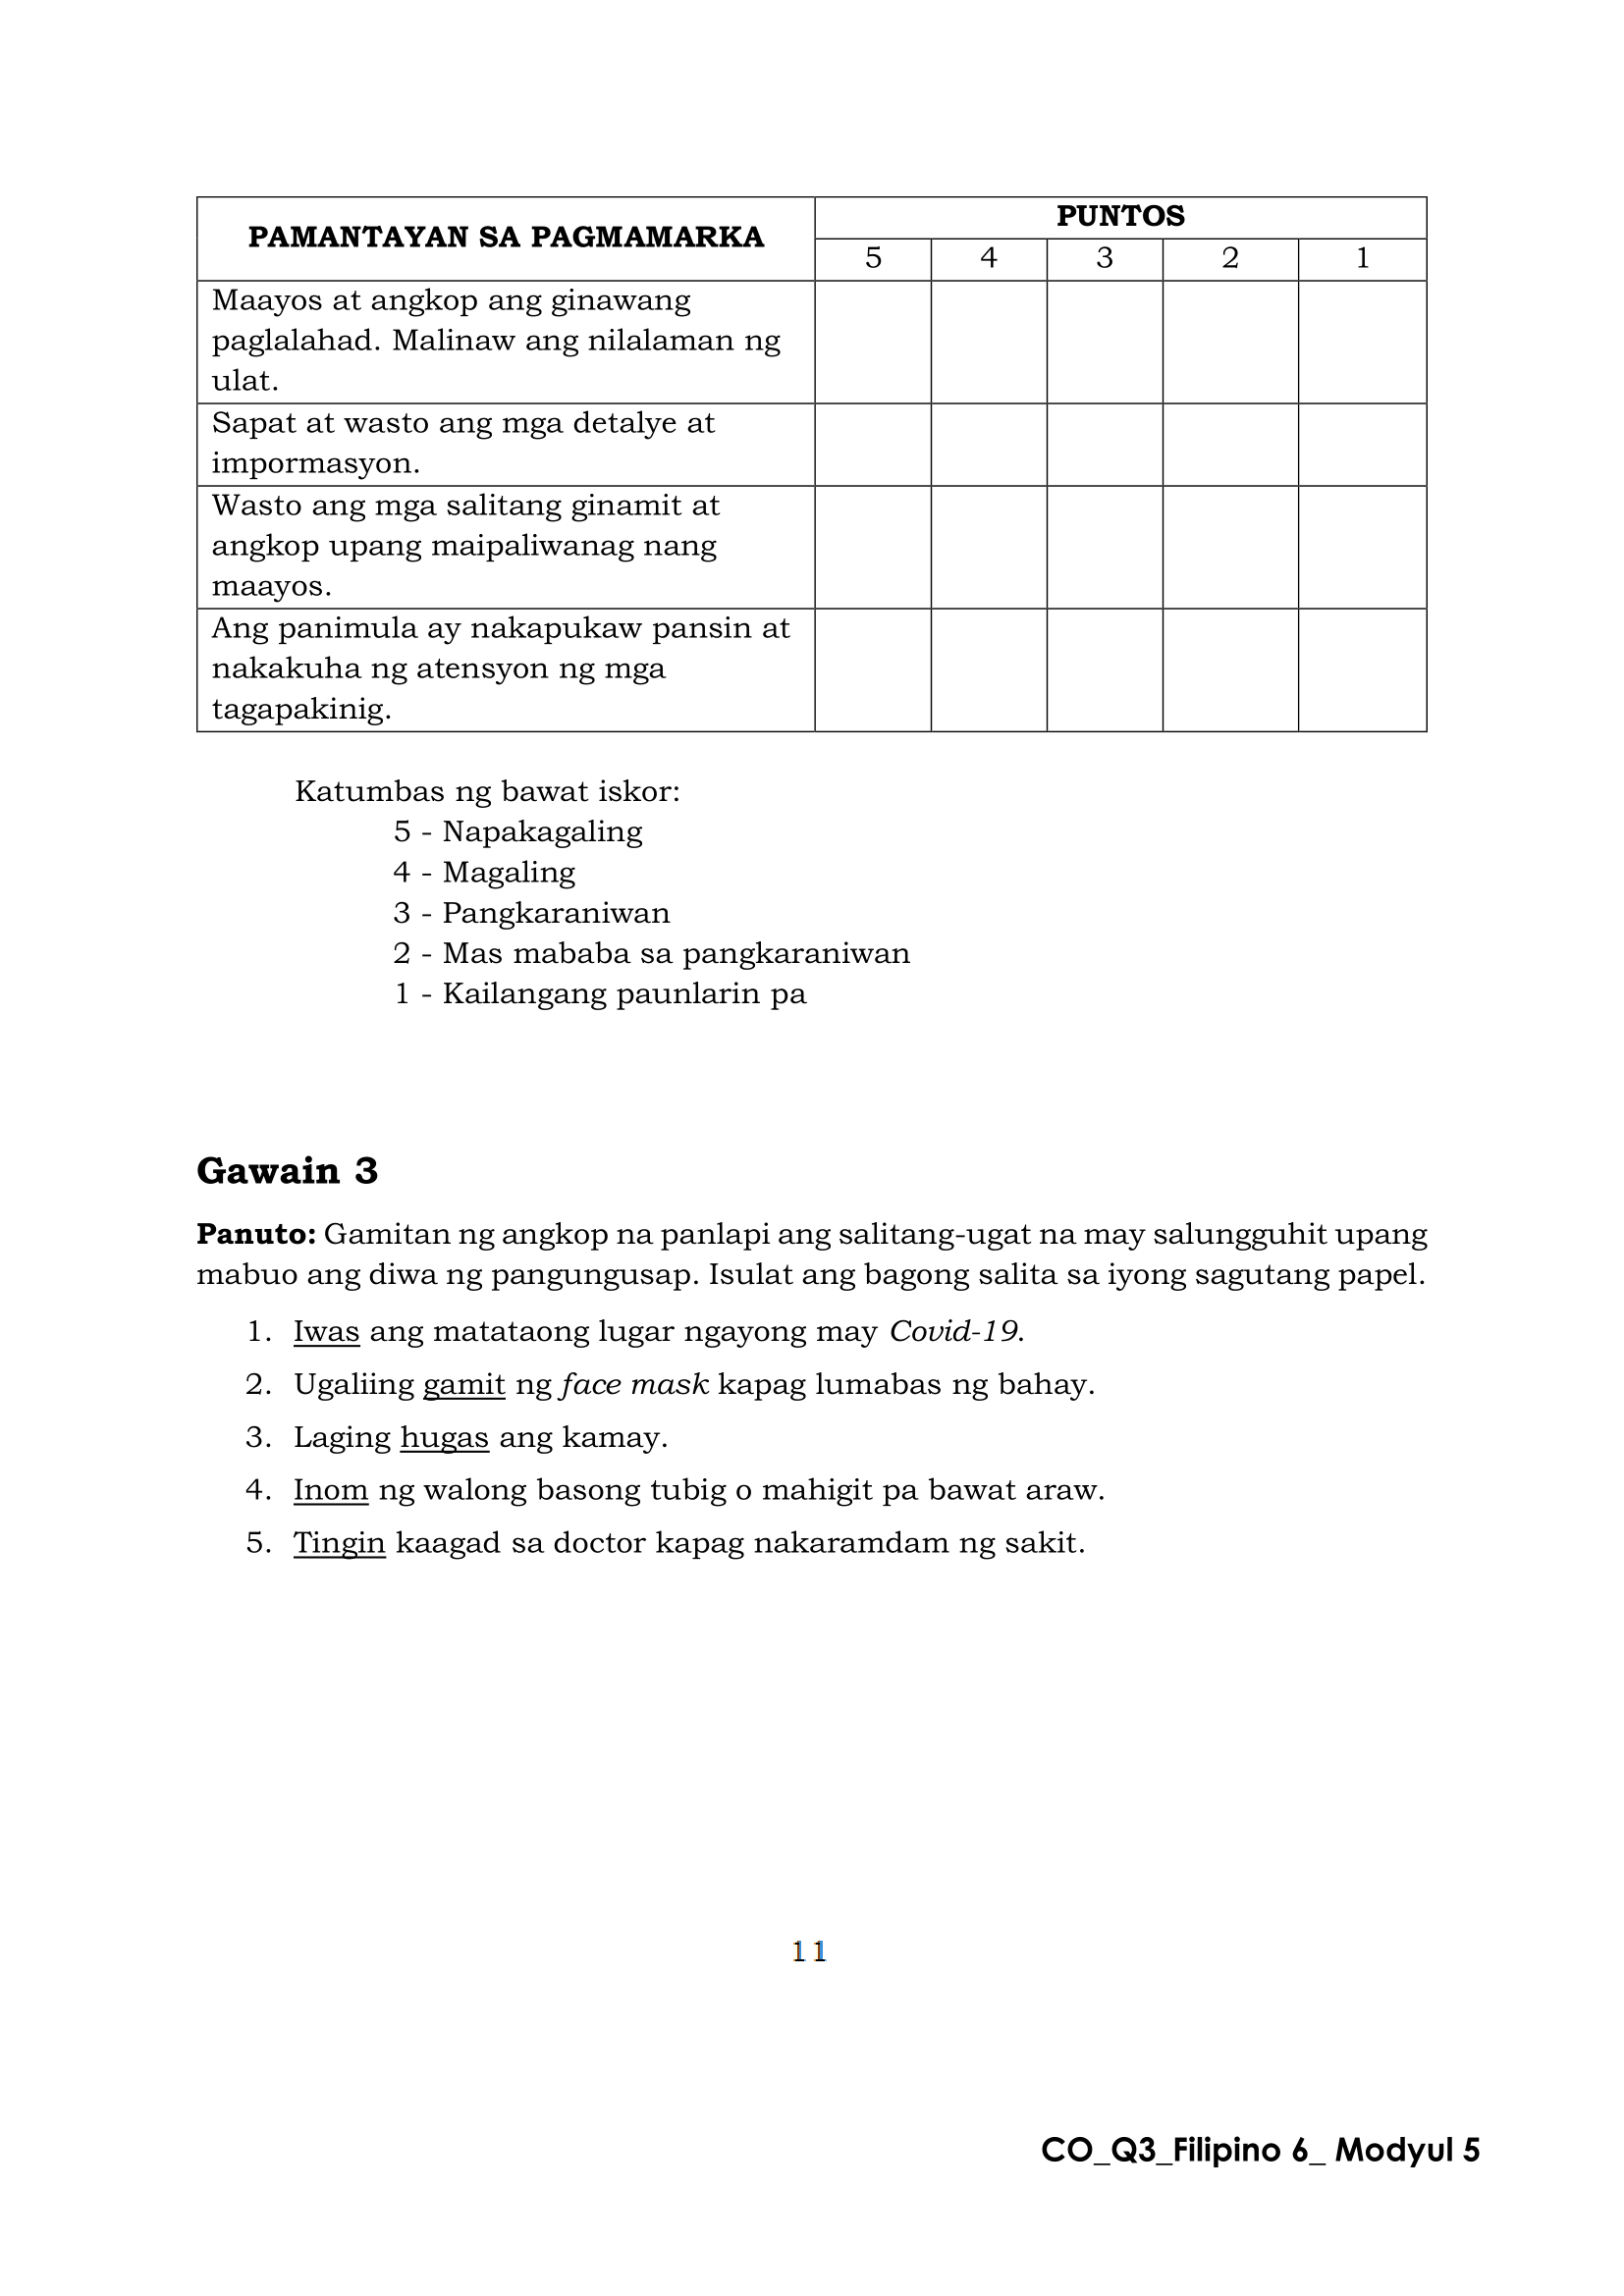 PAMANTAYAN SA PAGMAMARKA
PUNTOS
5 4 3 2 1
Maayos at angkop ang ginawang
paglalahad. Malinaw ang nilalaman ng
ulat.
Sapat at wasto ang mga detalye at
impormasyon.
Wasto ang mga salitang ginamit at
angkop upang maipaliwanag nang
maayos.
Ang panimula ay nakapukaw pansin at
nakakuha ng atensyon ng mga
tagapakinig.
Katumbas ng bawat iskor:
5 - Napakagaling
4 - Magaling
3 - Pangkaraniwan
2 - Mas mababa sa pangkaraniwan
1 - Kailangang paunlarin pa
Gawain 3
Panuto: Gamitan ng angkop na panlapi ang salitang-ugat na may salungguhit upang
mabuo ang diwa ng pangungusap. Isulat ang bagong salita sa iyong sagutang papel.
1. Iwas ang matataong lugar ngayong may Covid-19.
2. Ugaliing gamit ng face mask kapag lumabas ng bahay.
3. Laging hugas ang kamay.
4. Inom ng walong basong tubig o mahigit pa bawat araw.
5. Tingin kaagad sa doctor kapag nakaramdam ng sakit.
11
CO_Q3_Filipino 6_ Modyul 5